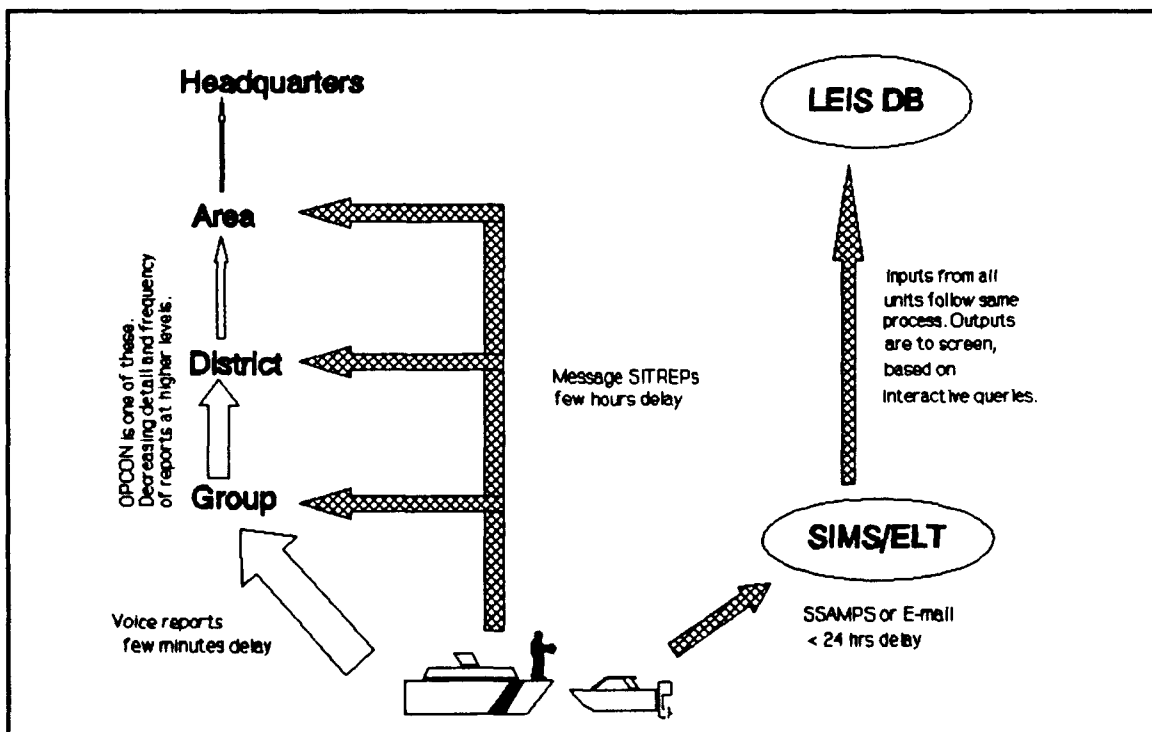 Headquarters
LEIS DB
Area
OPCON is one of these.
Decreasing detail and frequency
of reports at higher levels.
Inputs from all
units follow same
process. Outputs
are to screen,
based on
interactive queries.
District
Message SITREPs
few hours delay
Group
SIMS/ELT
Voice reports
few minutes delay
SSAMPS or E-mail
< 24 hrs delay